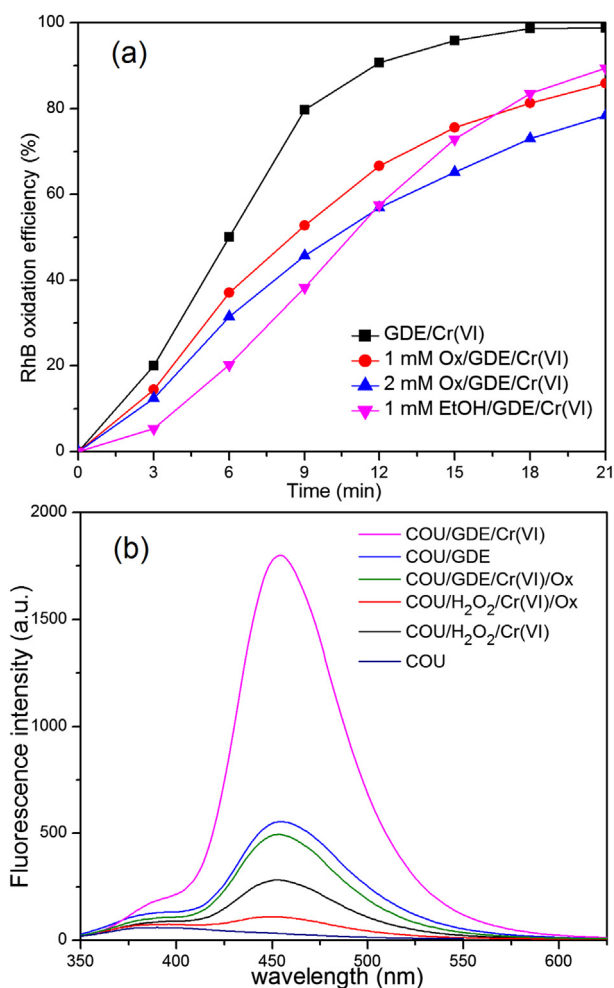 100
(a)
80
60
40
20
0
RhB oxidation efficiency (%)
GDE/Cr(VI)
1 mM Ox/GDE/Cr(VI)
2 mM Ox/GDE/Cr(VI)
1 mM EtOH/GDE/Cr(VI)
0 3 6 9 12 15 18 21
Time (min)
2000
(b)
1500
1000
500
0
Fluorescence intensity (a.u.)
COU/GDE/Cr(VI)
COU/GDE
COU/GDE/Cr(VI)/Ox
COU/H₂O₂/Cr(VI)/Ox
COU/H₂O₂/Cr(VI)
COU
350 400 450 500 550 600
wavelength (nm)